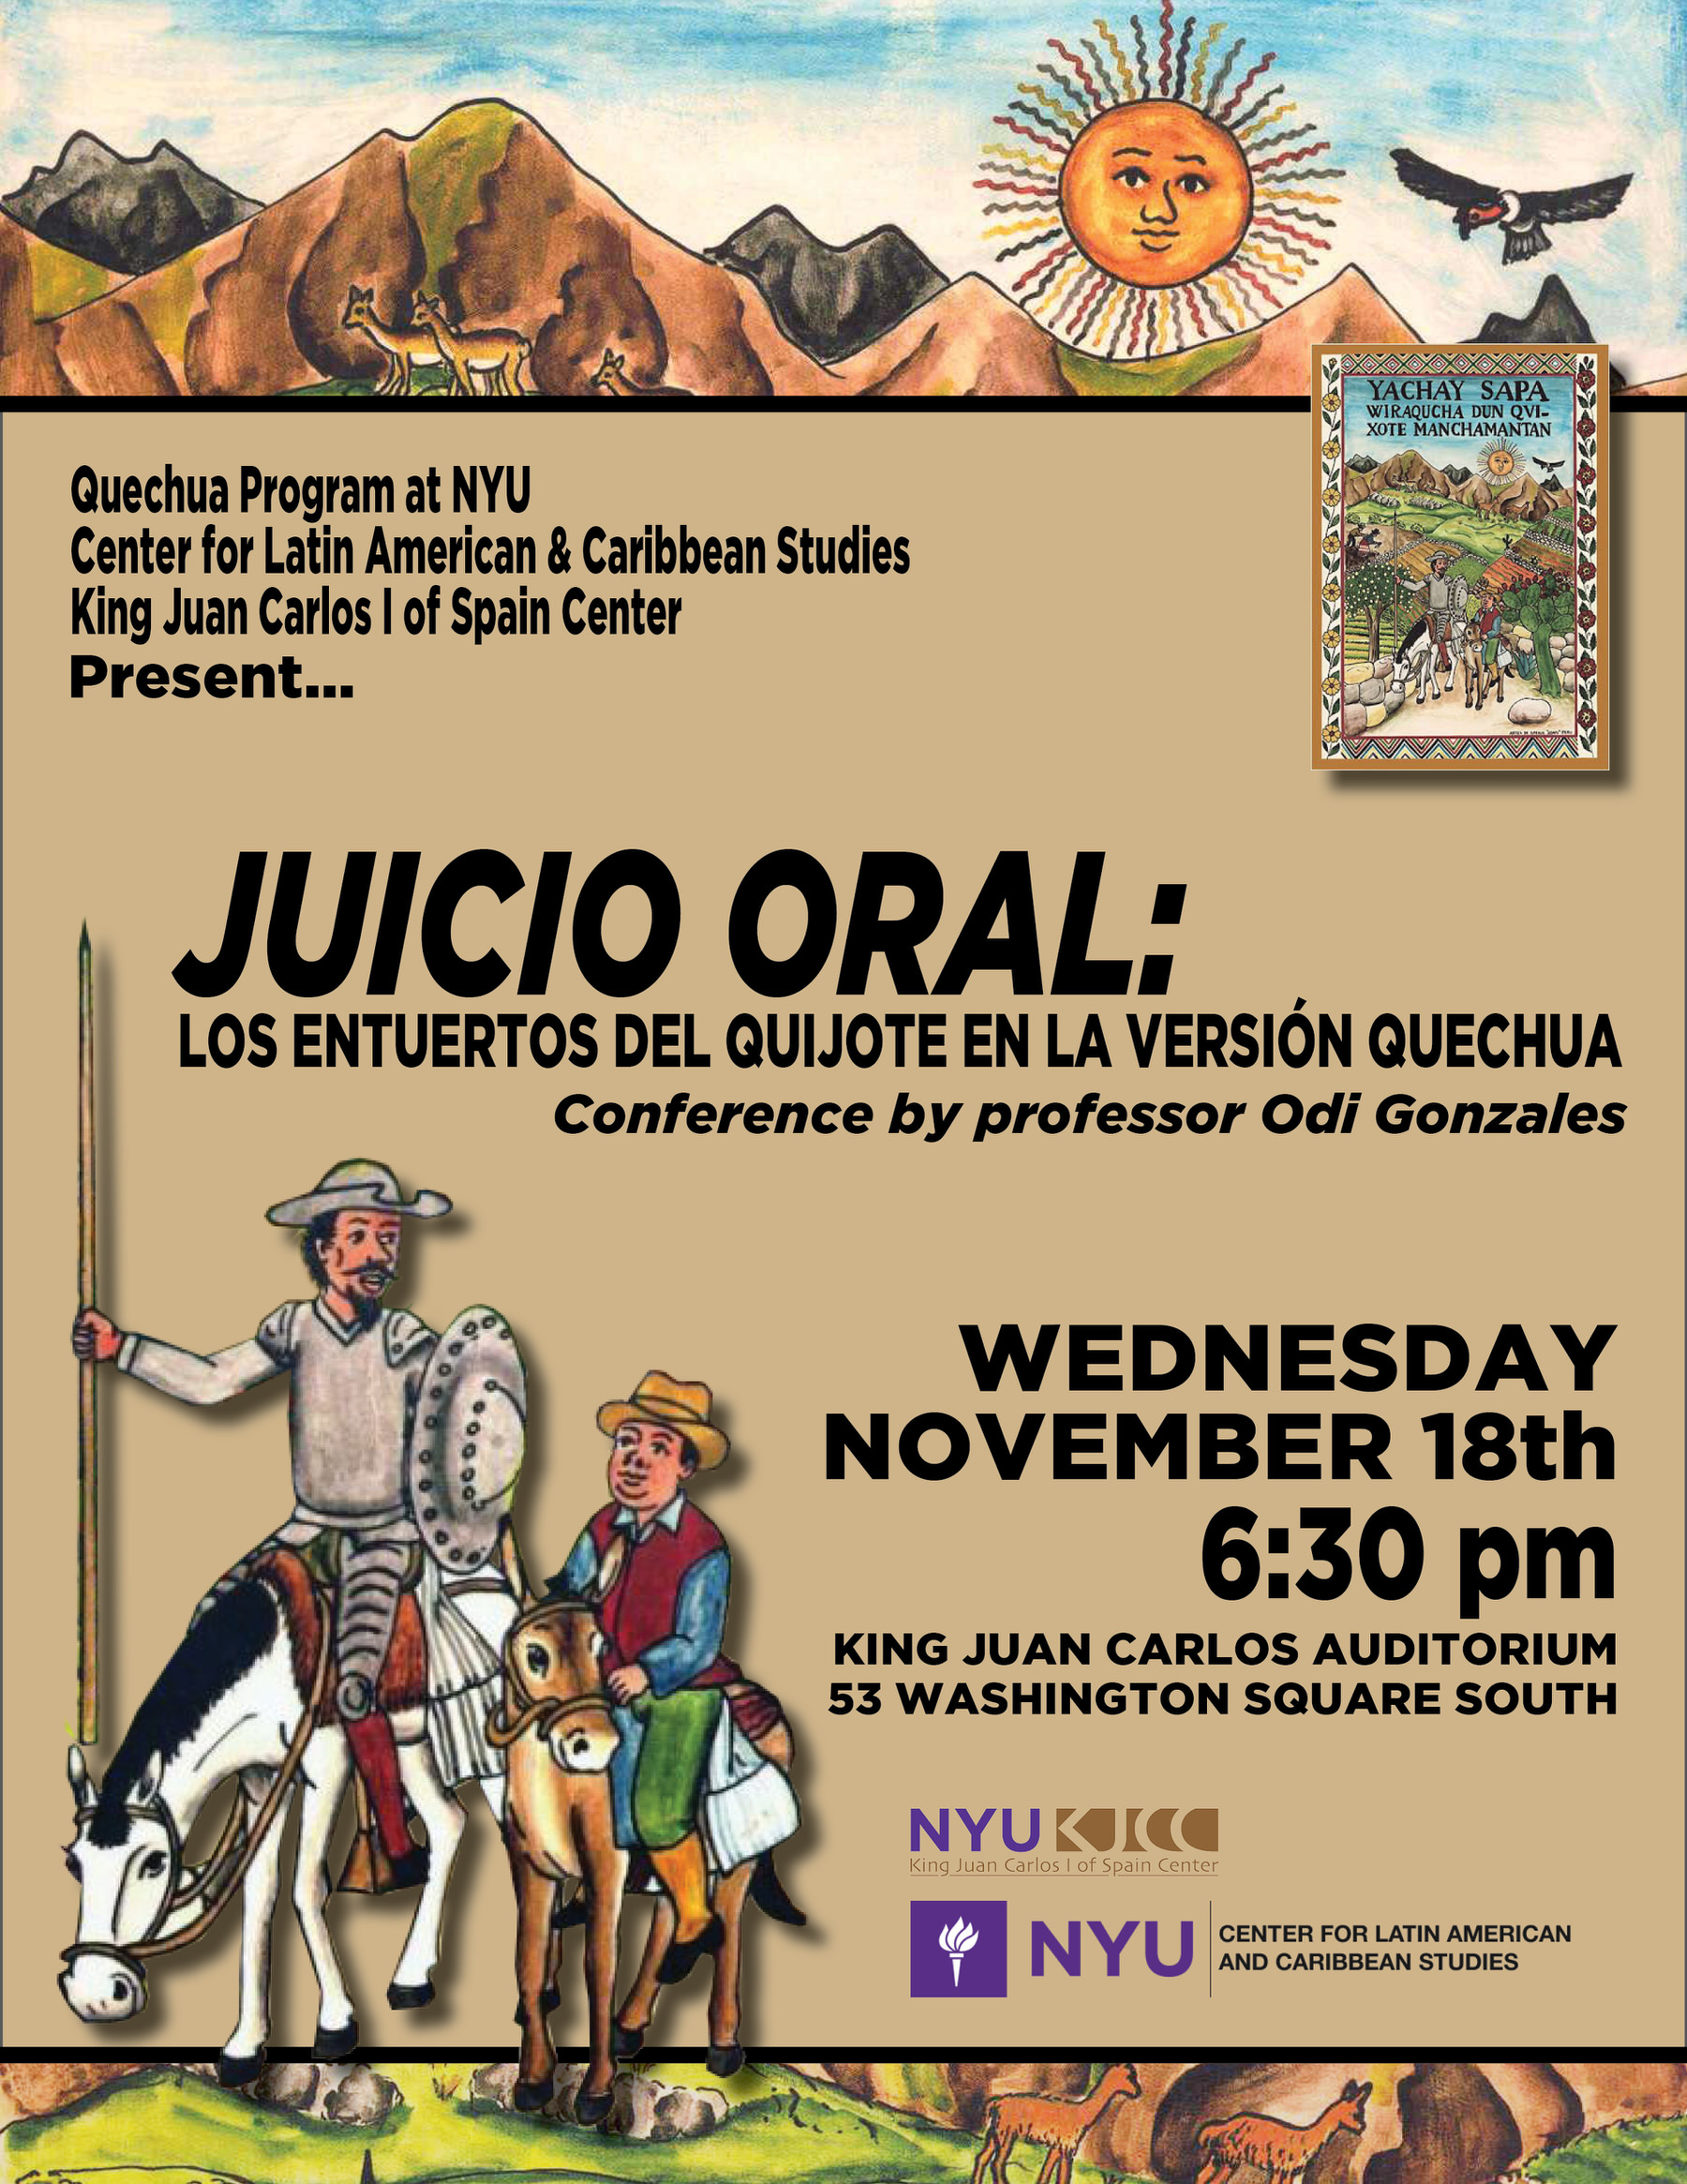 YACHAY SAPA
WIRAQUCHA DUN QVI-
XOTE MANCHAMANTAN
Quechua Program at NYU
Center for Latin American & Caribbean Studies
King Juan Carlos I of Spain Center
Present...
JUICIO ORAL:
LOS ENTUERTOS DEL QUIJOTE EN LA VERSIÓN QUECHUA
Conference by professor Odi Gonzales
WEDNESDAY
NOVEMBER 18th
6:30 pm
KING JUAN CARLOS AUDITORIUM
53 WASHINGTON SQUARE SOUTH
NYU KJCC
King Juan Carlos I of Spain Center
NYU
CENTER FOR LATIN AMERICAN
AND CARIBBEAN STUDIES